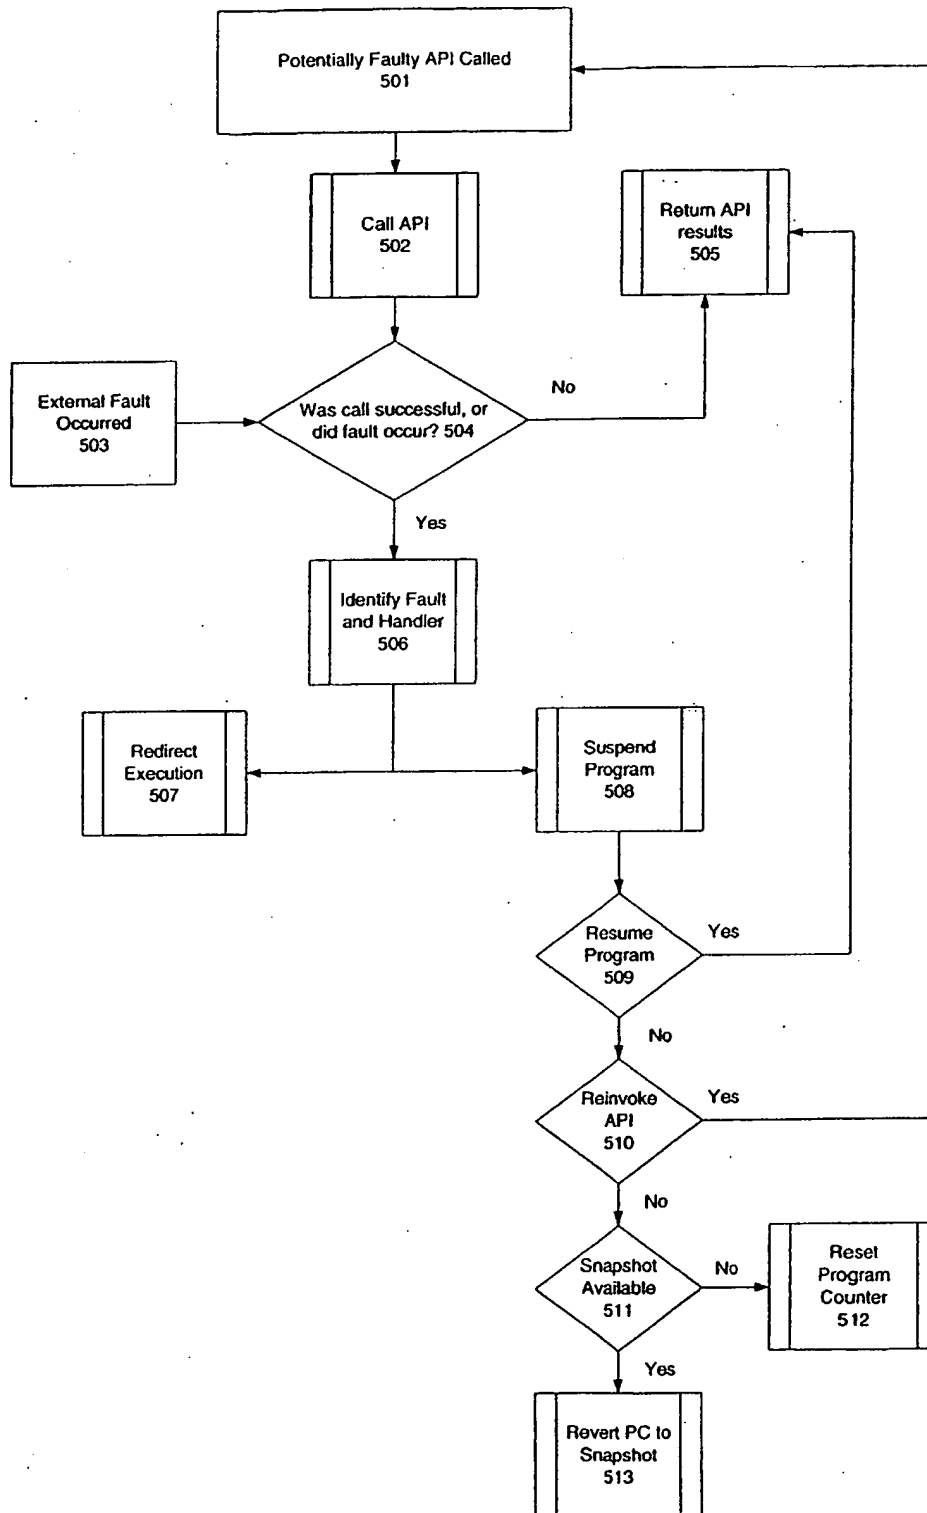 Potentially Faulty API Called
501
Call API
502
Return API
results
505
External Fault
Occurred
503
Was call successful, or
did fault occur? 504
No
Yes
Identify Fault
and Handler
506
Redirect
Execution
507
Suspend
Program
508
Resume
Program
509
Yes
No
Reinvoke
API
510
Yes
No
Snapshot
Available
511
No
Reset
Program
Counter
512
Yes
Revert PC to
Snapshot
513